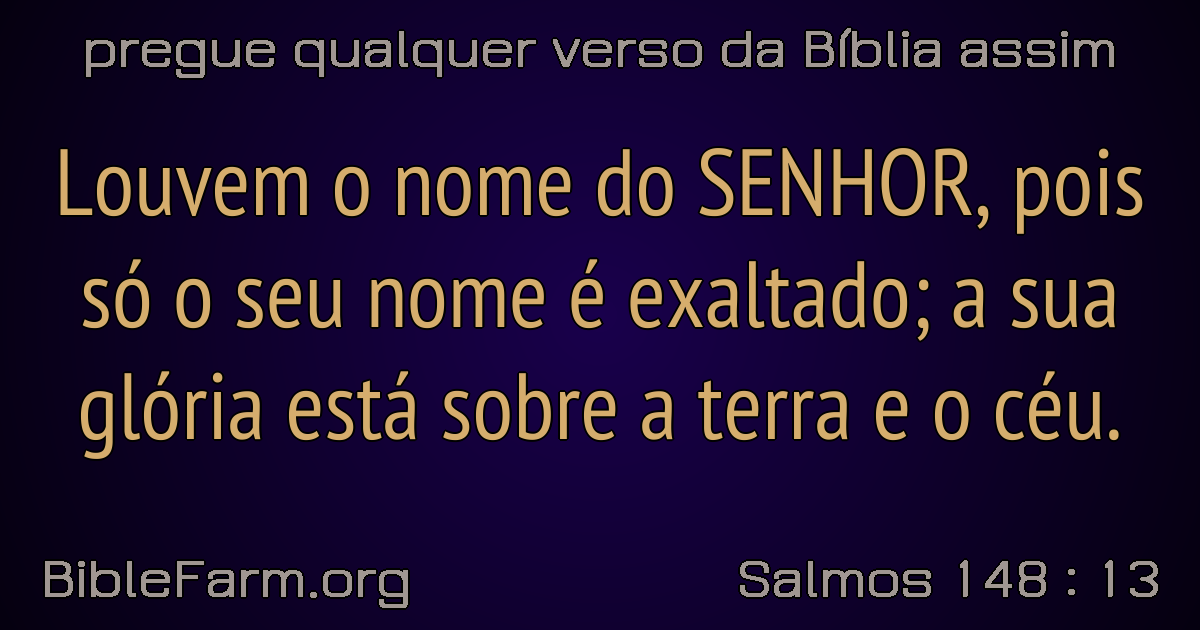 pregue qualquer verso da Bíblia assim
Louvem o nome do SENHOR, pois
só o seu nome é exaltado; a sua
glória está sobre a terra e o céu.
BibleFarm.org
Salmos 148 : 13